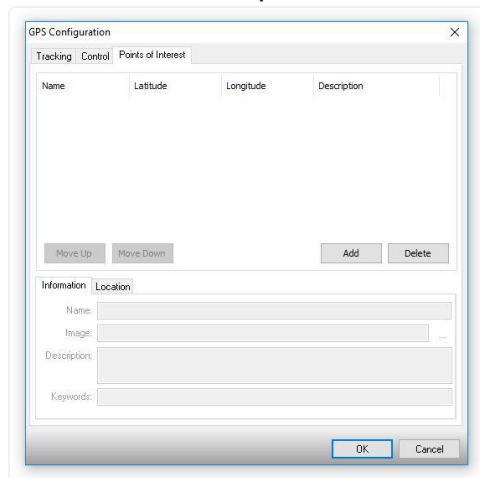 GPS Configuration
Tracking Control Points of Interest
Name Latitude Longitude Description
Move Up Move Down Add Delete
Information Location
Name:
Image: ...
Description:
Keywords:
OK Cancel